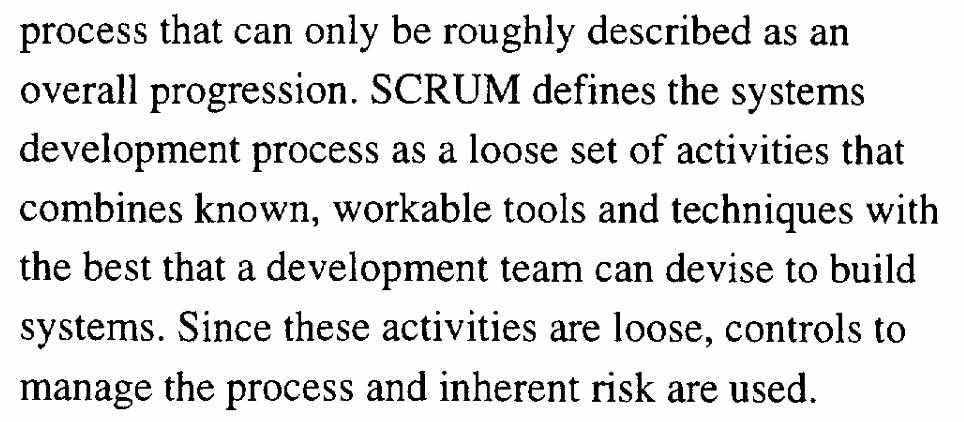 process that can only be roughly described as an
overall progression. SCRUM defines the systems
development process as a loose set of activities that
combines known, workable tools and techniques with
the best that a development team can devise to build
systems. Since these activities are loose, controls to
manage the process and inherent risk are used.